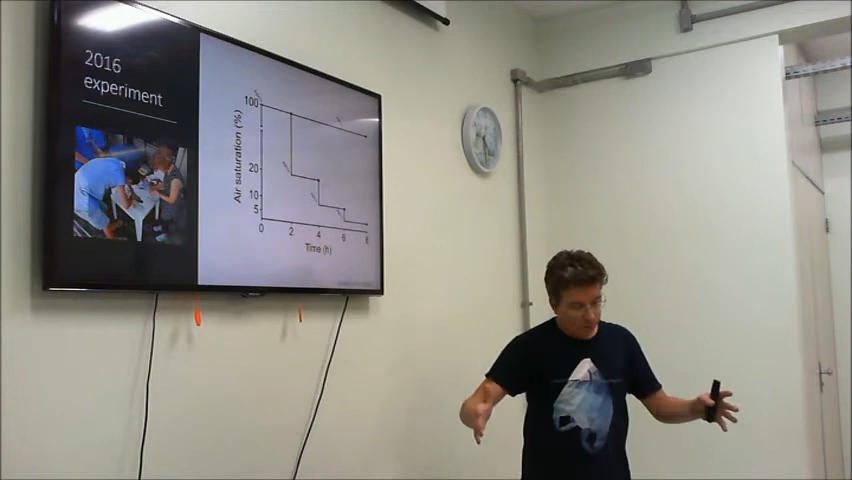 2016
experiment
100
Air saturation (%)
20
10
5
0 2 4 6 8
Time (h)